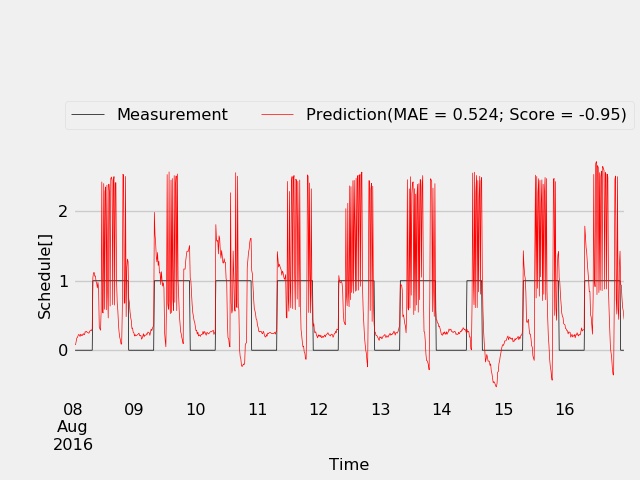 Measurement
Prediction(MAE = 0.524; Score = -0.95)
Schedule[]
2
1
0
08 09 10 11 12 13 14 15 16
Aug
2016
Time